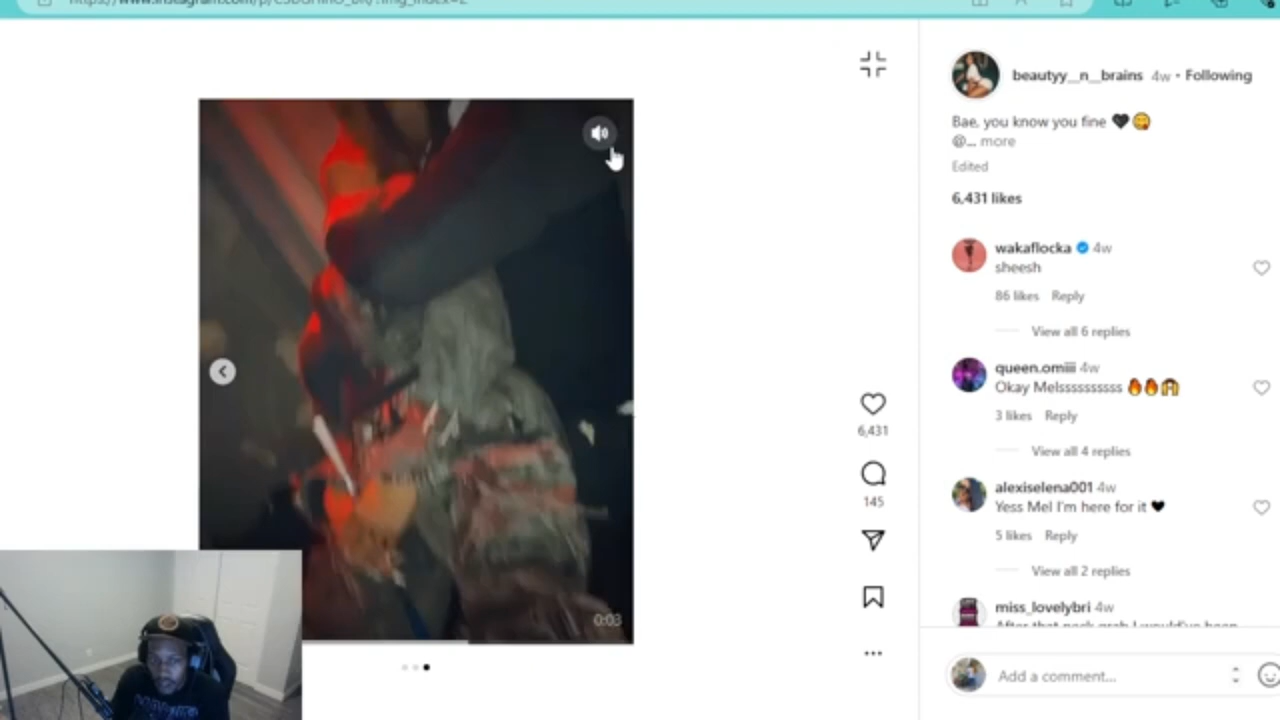 beautyy__n__brains 4w • Following
Bae, you know you fine 🖤😋
@... more
Edited
6,431 likes
wakaflocka 4w
sheesh
86 likes Reply
View all 6 replies
queen.omiii 4w
Okay Melssssssssss 🔥🔥😱
3 likes Reply
View all 4 replies
alexiselena001 4w
Yess Mel I'm here for it 🖤
5 likes Reply
View all 2 replies
miss_lovelybri 4w
Add a comment...
6,431
145
0:03